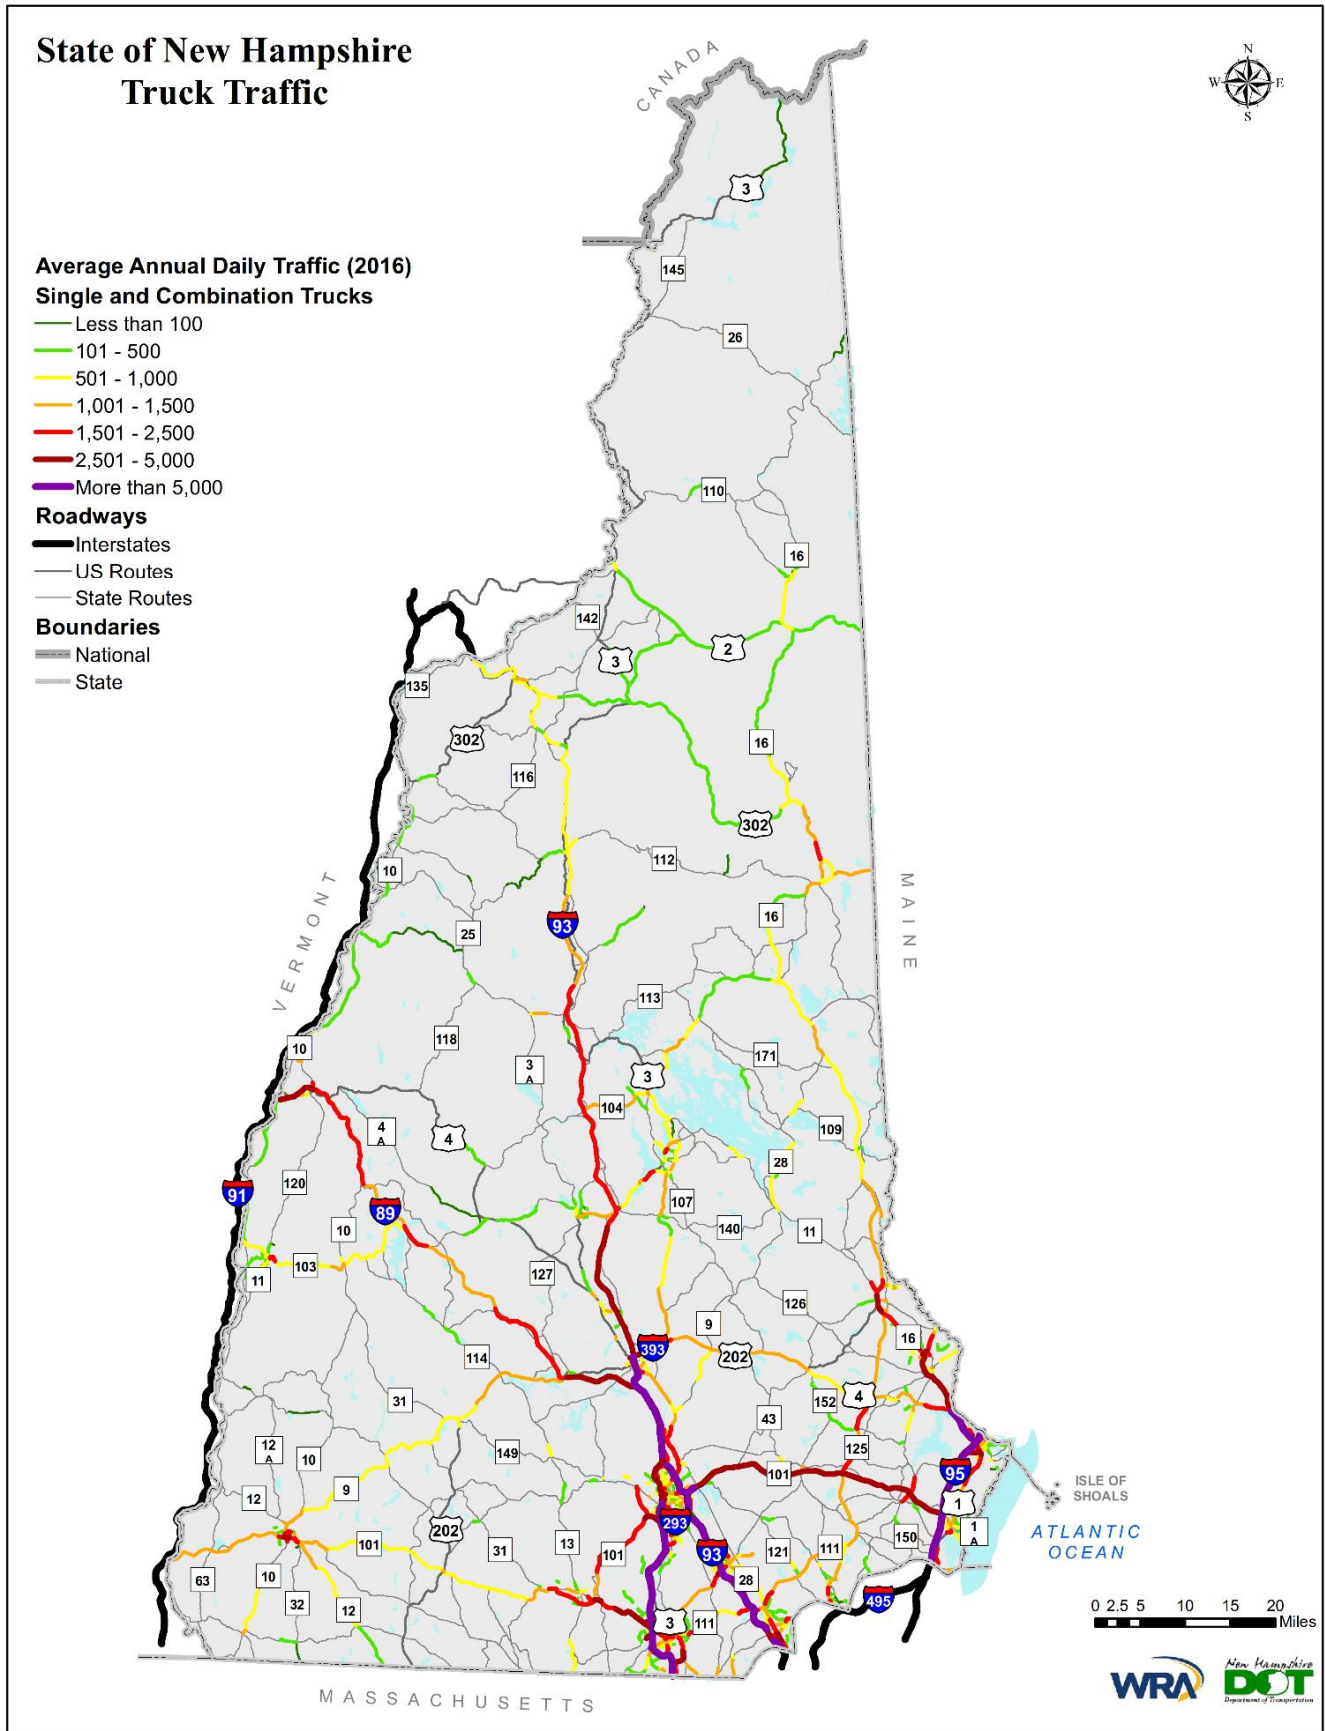 State of New Hampshire
Truck Traffic
N
W
E
S
CANADA
Average Annual Daily Traffic (2016)
Single and Combination Trucks
Less than 100
101 - 500
501 - 1,000
1,001 - 1,500
1,501 - 2,500
2,501 - 5,000
More than 5,000
Roadways
Interstates
US Routes
State Routes
Boundaries
National
State
3
145
26
110
16
142
3
2
135
302
16
116
302
112
10
VERMONT
MAINE
93
16
25
113
118
10
171
3
A
3
104
4
A
4
109
28
120
91
89
107
10
140
11
103
11
127
126
9
16
393
202
114
4
31
152
43
12
A
10
149
125
101
95
ISLE OF
SHOALS
9
12
1
293
202
1
A
ATLANTIC
OCEAN
101
31
13
101
93
121
111
150
63
10
28
32
12
3
111
495
0 2.5 5 10 15 20
Miles
MASSACHUSETTS
WRA
New Hampshire
DOT
Department of Transportation